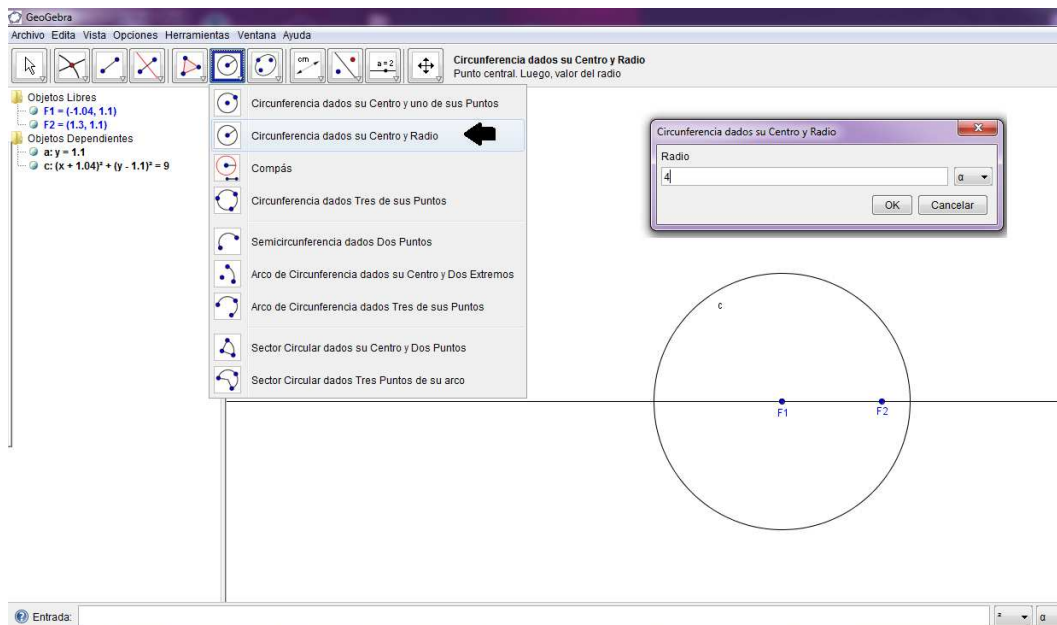 GeoGebra
Archivo Edita Vista Opciones Herramientas Ventana Ayuda
cm
a = 2
Circunferencia dados su Centro y Radio
Punto central. Luego, valor del radio
Objetos Libres
F1 = (-1.04, 1.1)
F2 = (1.3, 1.1)
Objetos Dependientes
a: y = 1.1
c: (x + 1.04)² + (y - 1.1)² = 9
Circunferencia dados su Centro y uno de sus Puntos
Circunferencia dados su Centro y Radio
Compás
Circunferencia dados Tres de sus Puntos
Semicircunferencia dados Dos Puntos
Arco de Circunferencia dados su Centro y Dos Extremos
Arco de Circunferencia dados Tres de sus Puntos
Sector Circular dados su Centro y Dos Puntos
Sector Circular dados Tres Puntos de su arco
Circunferencia dados su Centro y Radio
Radio
4
α
OK Cancelar
c
F1 F2
Entrada:
² α